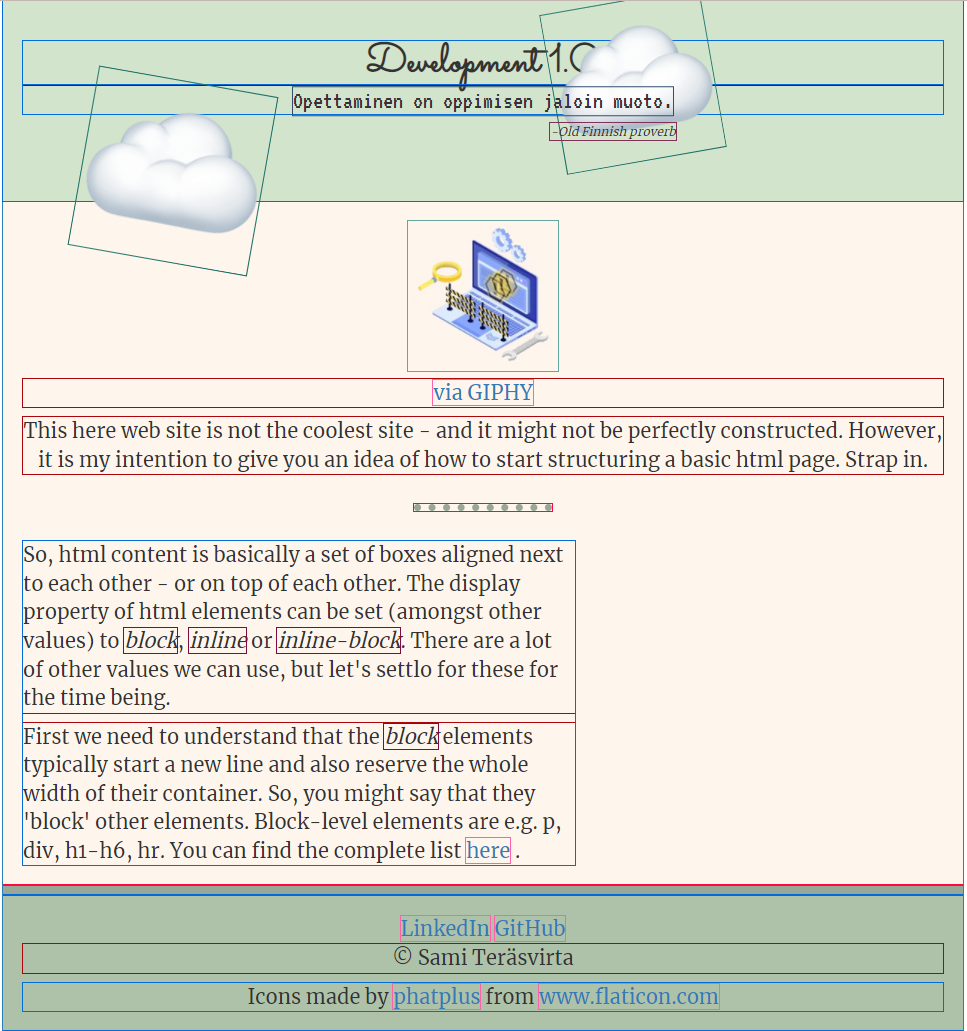 Development 1.0
Opettaminen on oppimisen jaloin muoto.
-Old Finnish proverb
via GIPHY
This here web site is not the coolest site - and it might not be perfectly constructed. However,
it is my intention to give you an idea of how to start structuring a basic html page. Strap in.
So, html content is basically a set of boxes aligned next
to each other - or on top of each other. The display
property of html elements can be set (amongst other
values) to block, inline or inline-block. There are a lot
of other values we can use, but let's settlo for these for
the time being.
First we need to understand that the block elements
typically start a new line and also reserve the whole
width of their container. So, you might say that they
'block' other elements. Block-level elements are e.g. p,
div, h1-h6, hr. You can find the complete list here .
LinkedIn GitHub
© Sami Teräsvirta
Icons made by phatplus from www.flaticon.com